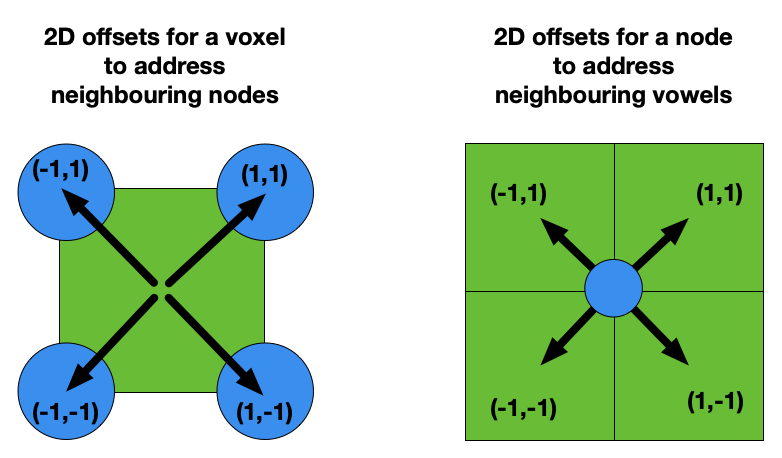 2D offsets for a voxel
to address
neighbouring nodes
(-1,1)
(1,1)
(-1,-1)
(1,-1)
2D offsets for a node
to address
neighbouring vowels
(-1,1)
(1,1)
(-1,-1)
(1,-1)